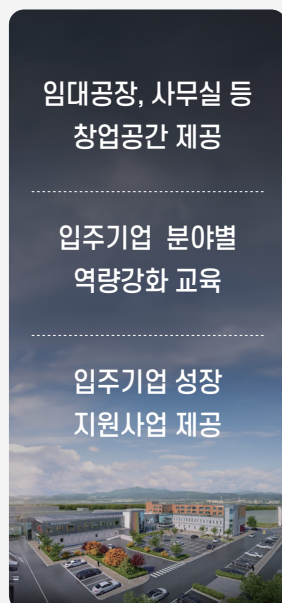 임대공장, 사무실 등
창업공간 제공
입주기업 분야별
역량강화 교육
입주기업 성장
지원사업 제공